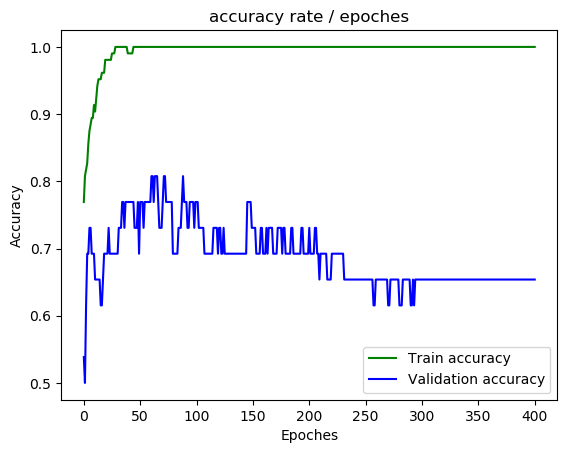 accuracy rate / epoches
1.0
0.9
0.8
0.7
0.6
0.5
Accuracy
0 50 100 150 200 250 300 350 400
Epoches
Train accuracy
Validation accuracy